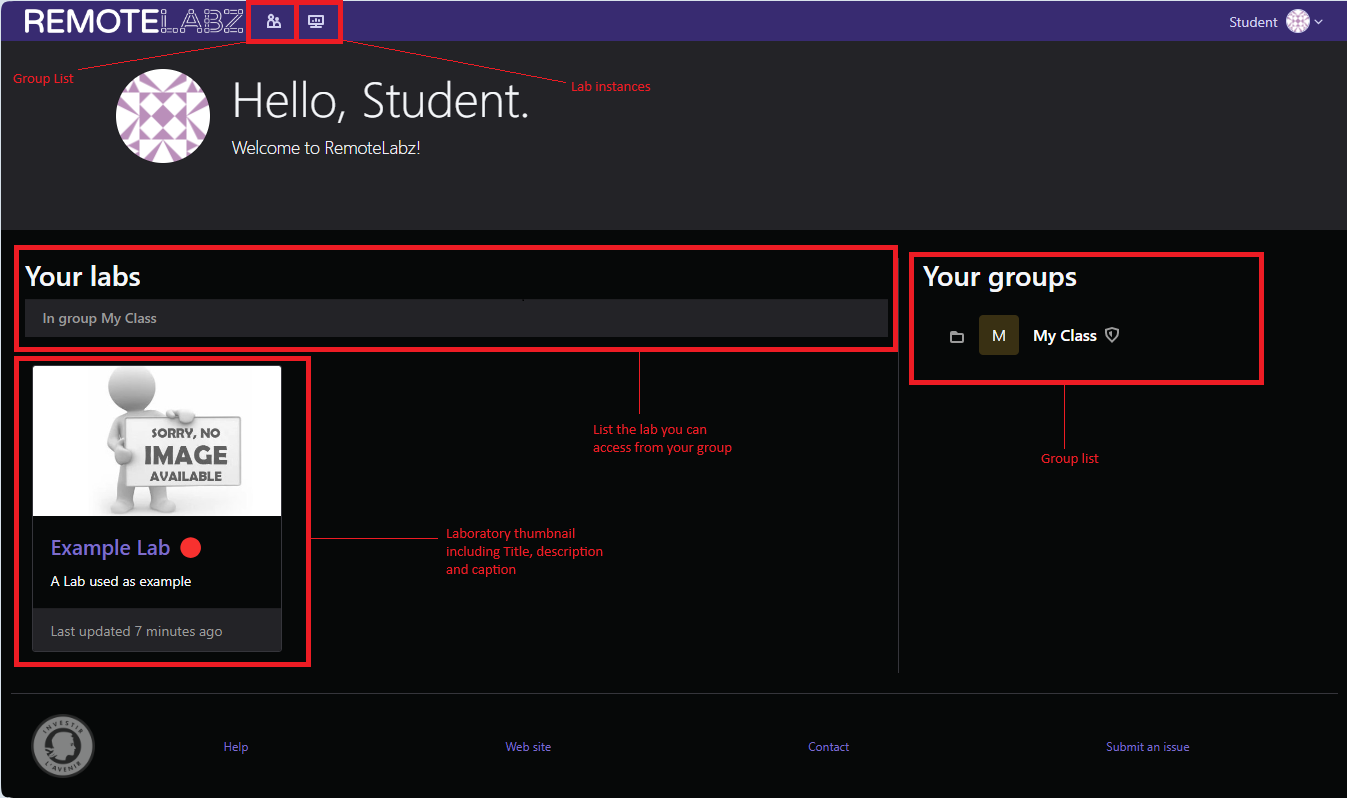 REMOTELABZ
Student
Group List
Lab instances
Hello, Student.
Welcome to RemoteLabz!
Your labs
In group My Class
Your groups
M
My Class
List the lab you can
access from your group
Group list
SORRY, NO
IMAGE
AVAILABLE
Example Lab
A Lab used as example
Last updated 7 minutes ago
Laboratory thumbnail
including Title, description
and caption
INVESTIR
L'AVENIR
Help
Web site
Contact
Submit an issue